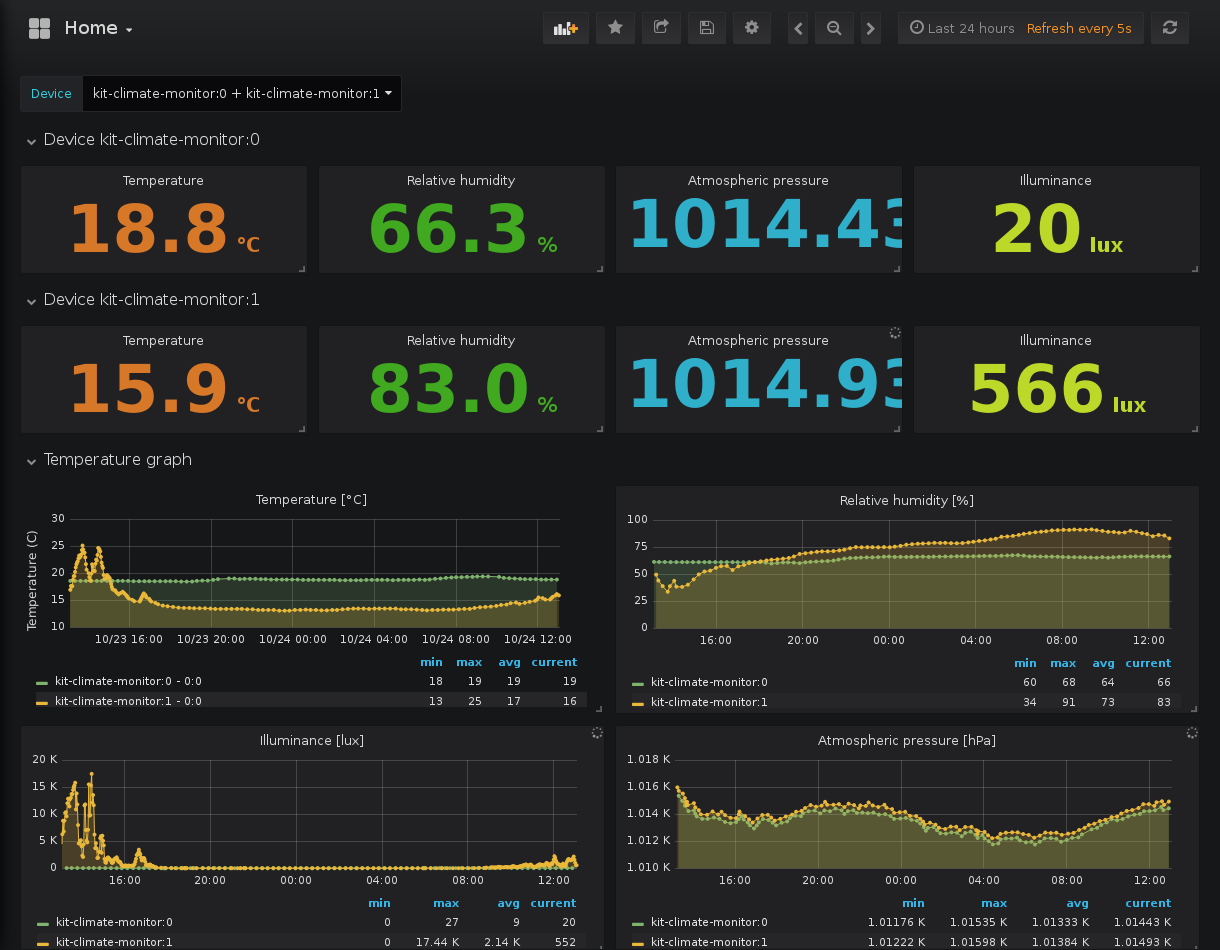 Home
Last 24 hours Refresh every 5s
Device kit-climate-monitor:0 + kit-climate-monitor:1
Device kit-climate-monitor:0
Temperature Relative humidity Atmospheric pressure Illuminance
18.8 °C 66.3 % 1014.43 20 lux
Device kit-climate-monitor:1
Temperature Relative humidity Atmospheric pressure Illuminance
15.9 °C 83.0 % 1014.93 566 lux
Temperature graph
Temperature [°C]
Temperature (C)
30
25
20
15
10
10/23 16:00 10/23 20:00 10/24 00:00 10/24 04:00 10/24 08:00 10/24 12:00
min max avg current
kit-climate-monitor:0 - 0:0 18 19 19 19
kit-climate-monitor:1 - 0:0 13 25 17 16
Relative humidity [%]
100
75
50
25
0
16:00 20:00 00:00 04:00 08:00 12:00
min max avg current
kit-climate-monitor:0 60 68 64 66
kit-climate-monitor:1 34 91 73 83
Illuminance [lux]
20 K
15 K
10 K
5 K
0
16:00 20:00 00:00 04:00 08:00 12:00
min max avg current
kit-climate-monitor:0 0 27 9 20
kit-climate-monitor:1 0 17.44 K 2.14 K 552
Atmospheric pressure [hPa]
1.018 K
1.016 K
1.014 K
1.012 K
1.010 K
16:00 20:00 00:00 04:00 08:00 12:00
min max avg current
kit-climate-monitor:0 1.01176 K 1.01535 K 1.01333 K 1.01443 K
kit-climate-monitor:1 1.01222 K 1.01598 K 1.01384 K 1.01493 K